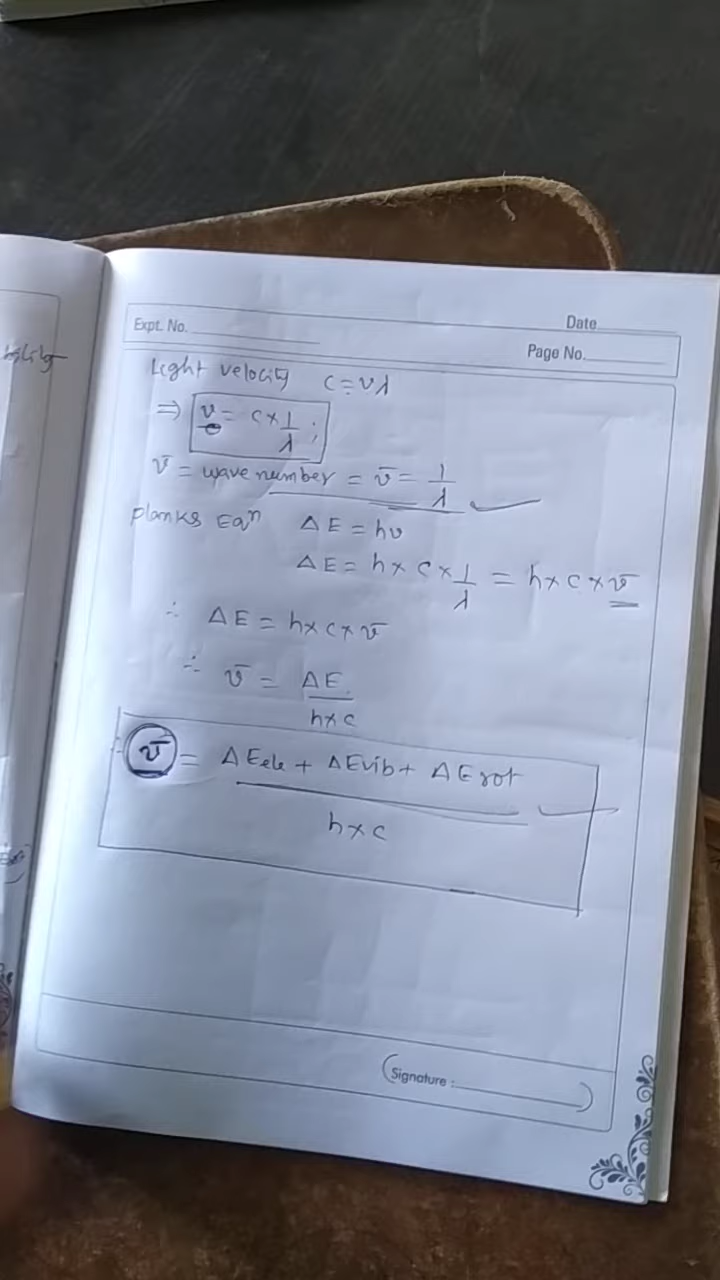 Expt. No.
Date
Page No.
Light velocity c = νλ
⇒ ν = c × 1/λ ;
ν̄ = wave number = ν̄ = 1/λ
Planks Eqⁿ ΔE = hν
ΔE = h × c × 1/λ = h × c × ν̄
∴ ΔE = h × c × ν̄
∴ ν̄ = ΔE / h × c
ν̄ = ΔEele + ΔEvib + ΔErot / h × c
Signature :